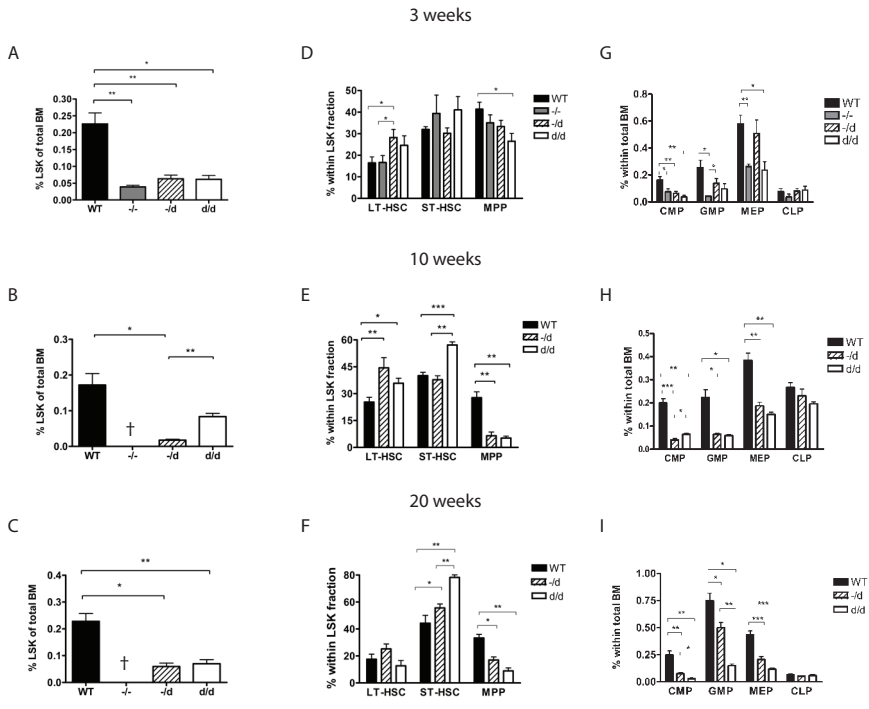 3 weeks
A
% LSK of total BM
0.30
0.25
0.20
0.15
0.10
0.05
0.00
WT
-/-
-/d
d/d
*
**
**
D
% within LSK fraction
50
40
30
20
10
0
LT-HSC
ST-HSC
MPP
*
*
*
WT
-/-
-/d
d/d
G
% within total BM
0.8
0.6
0.4
0.2
0.0
CMP
GMP
MEP
CLP
**
**
*
*
*
**
*
WT
-/-
-/d
d/d
10 weeks
B
% LSK of total BM
0.3
0.2
0.1
0.0
WT
-/-
-/d
d/d
*
**
†
E
% within LSK fraction
60
45
30
15
0
LT-HSC
ST-HSC
MPP
*
**
***
**
**
**
WT
-/d
d/d
H
% within total BM
0.5
0.4
0.3
0.2
0.1
0.0
CMP
GMP
MEP
CLP
**
***
*
*
*
**
**
WT
-/d
d/d
20 weeks
C
% LSK of total BM
0.4
0.3
0.2
0.1
0.0
WT
-/-
-/d
d/d
**
*
†
F
% within LSK fraction
80
60
40
20
0
LT-HSC
ST-HSC
MPP
**
**
*
**
*
WT
-/d
d/d
I
% within total BM
1.00
0.75
0.50
0.25
0.00
CMP
GMP
MEP
CLP
**
**
*
*
*
**
***
***
WT
-/d
d/d